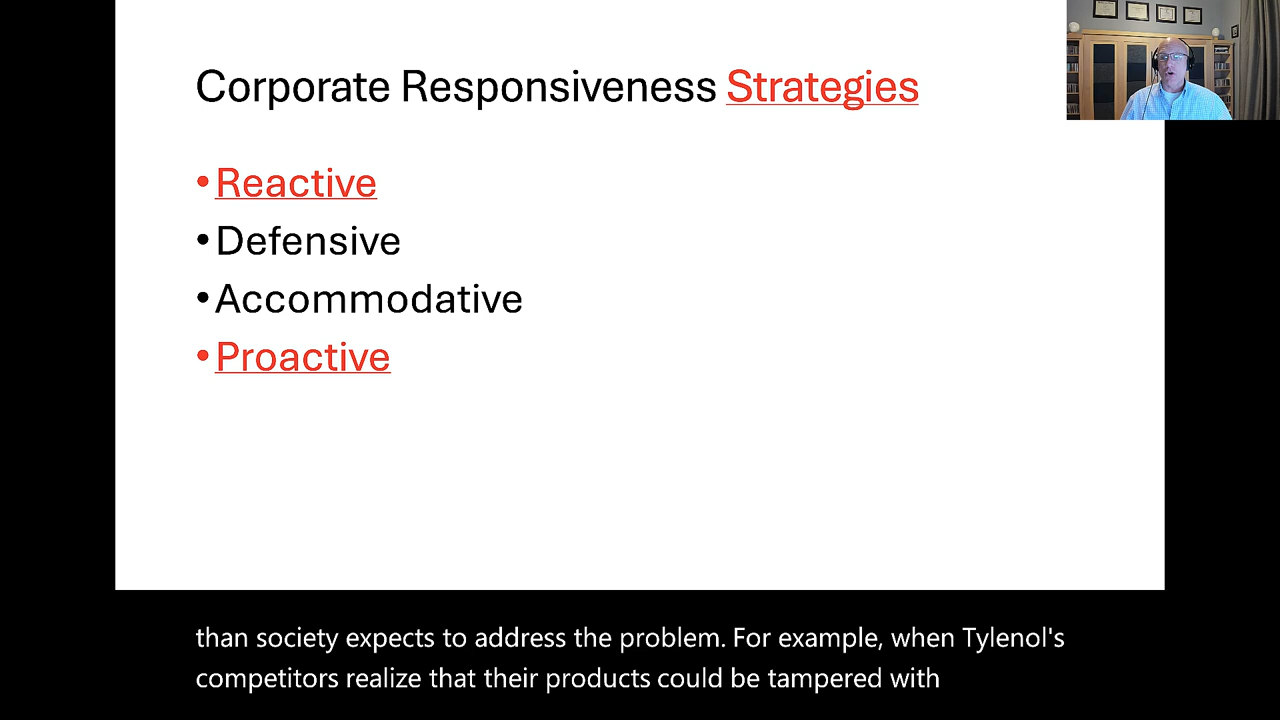 Corporate Responsiveness Strategies
•Reactive
•Defensive
•Accommodative
•Proactive
than society expects to address the problem. For example, when Tylenol's
competitors realize that their products could be tampered with